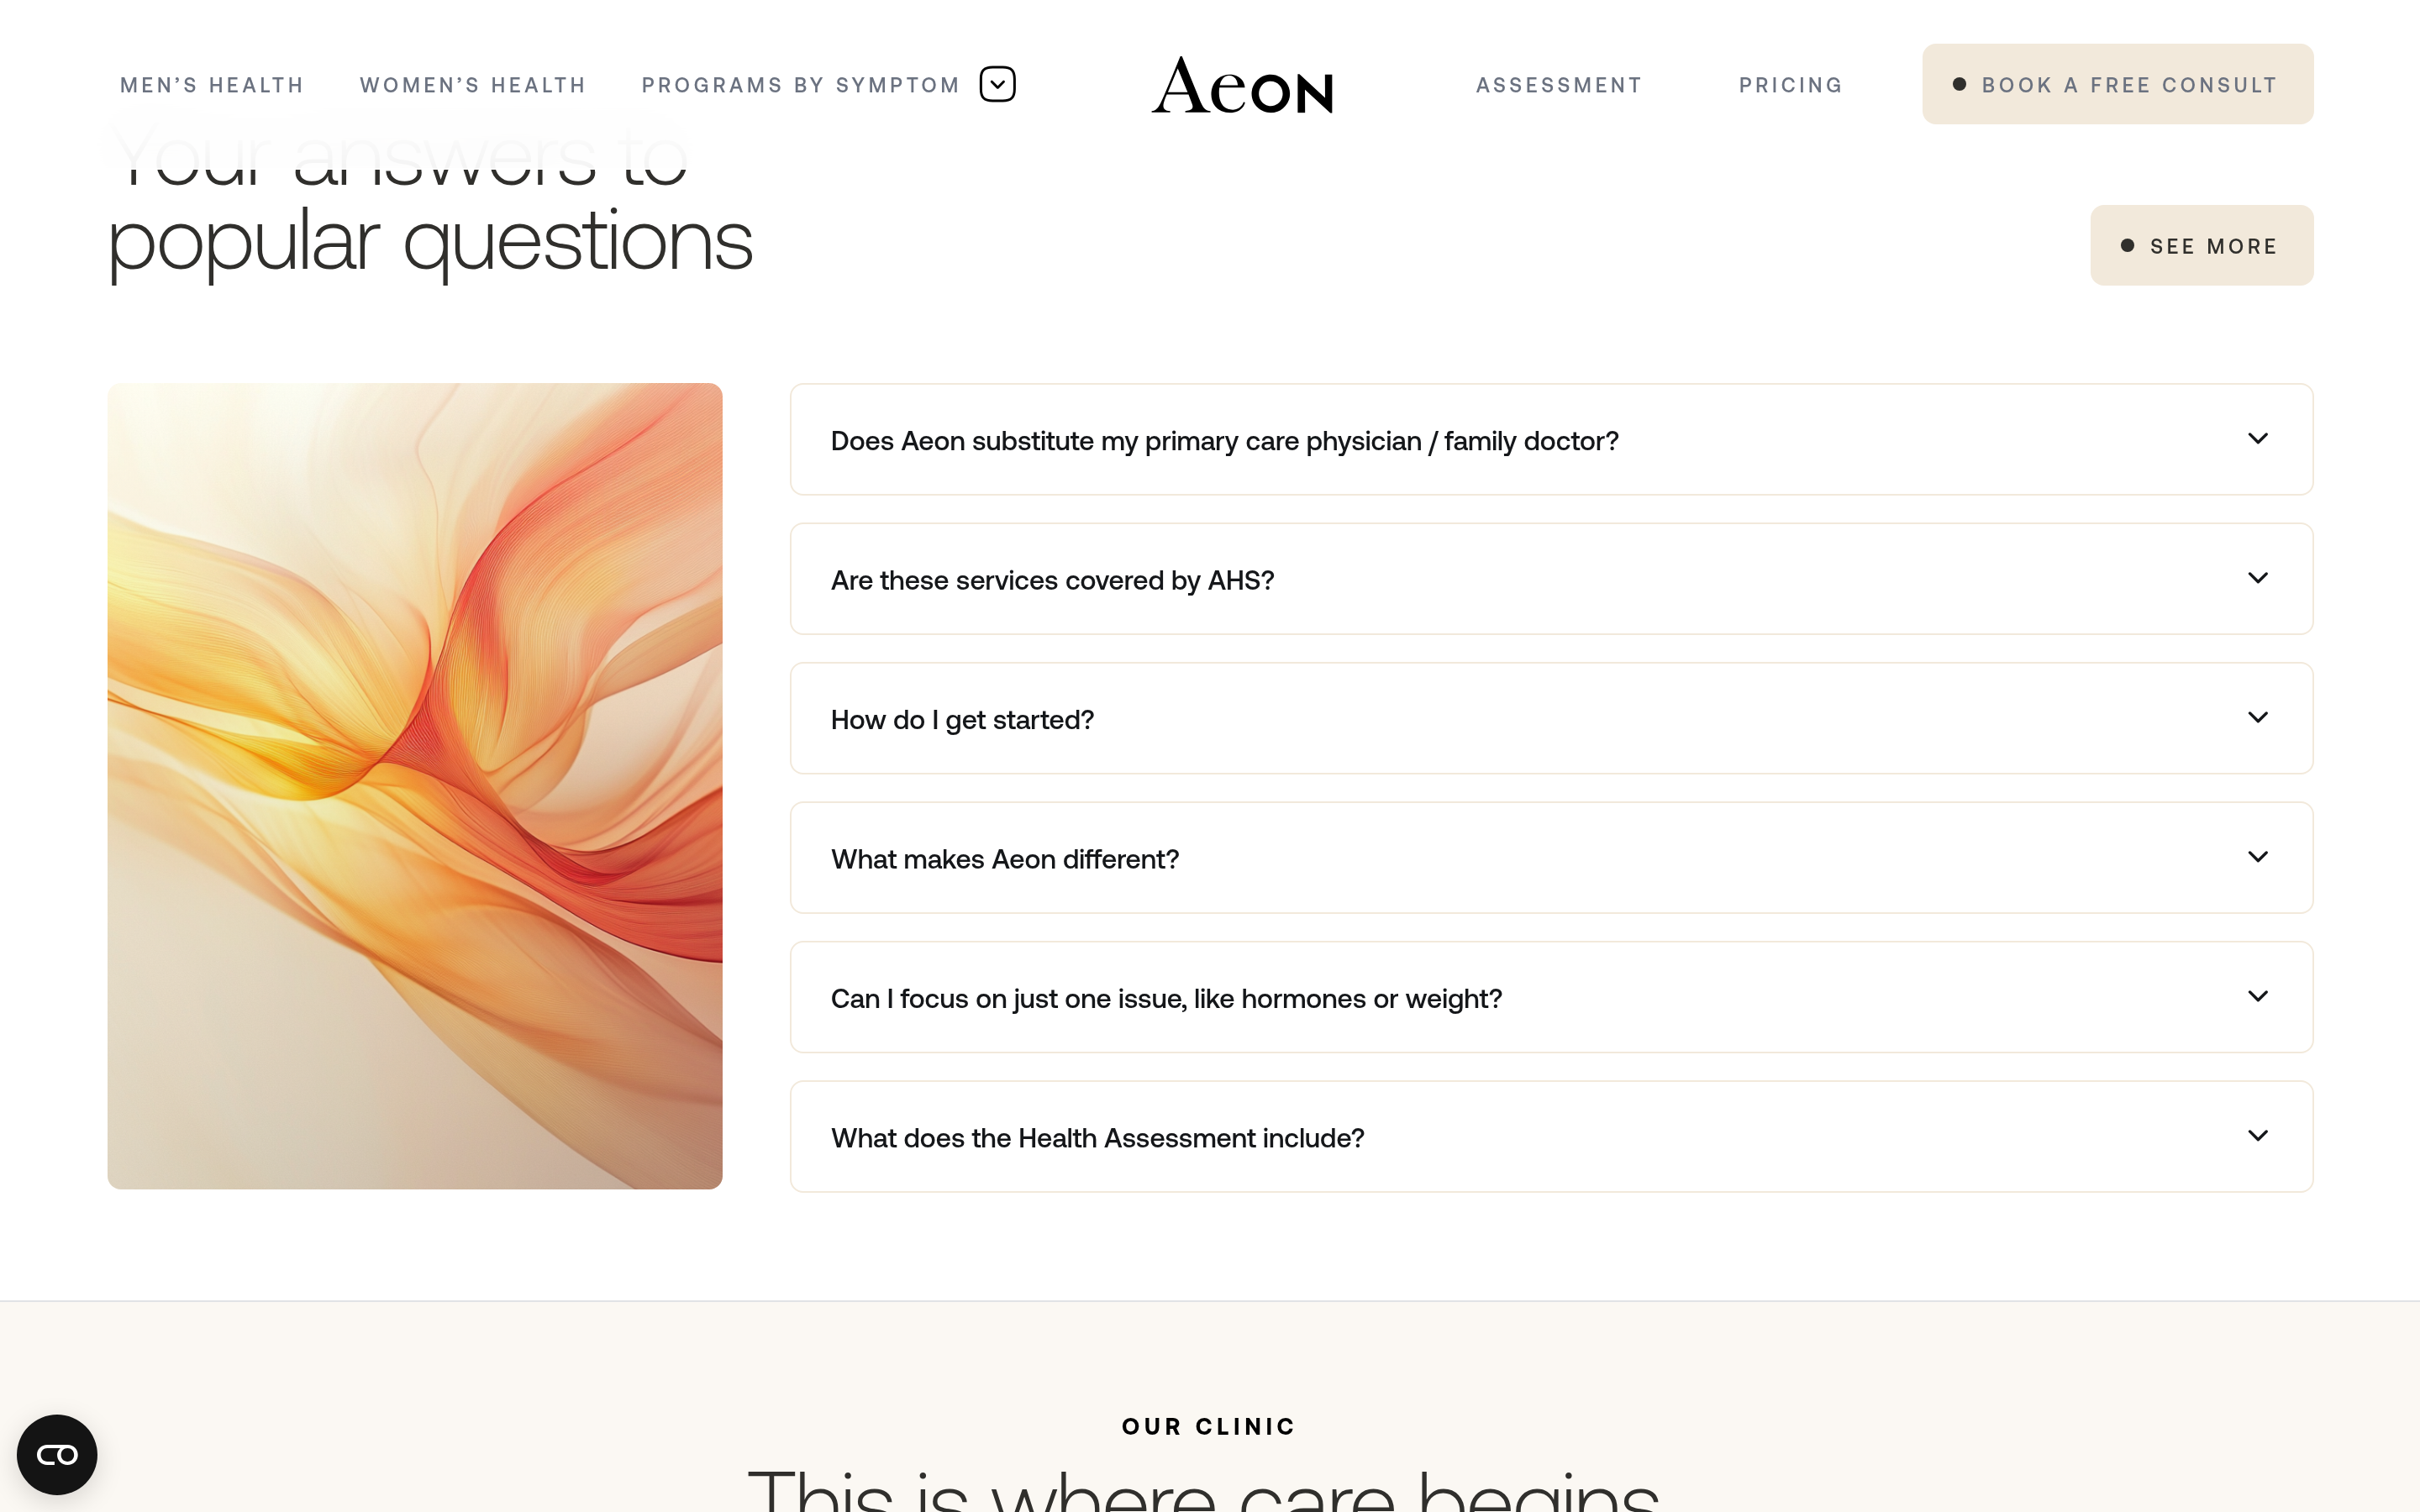 MEN’S HEALTH
WOMEN’S HEALTH
PROGRAMS BY SYMPTOM
AeON
ASSESSMENT
PRICING
BOOK A FREE CONSULT
Your answers to
popular questions
SEE MORE
Does Aeon substitute my primary care physician / family doctor?
Are these services covered by AHS?
How do I get started?
What makes Aeon different?
Can I focus on just one issue, like hormones or weight?
What does the Health Assessment include?
OUR CLINIC
This is where care begins